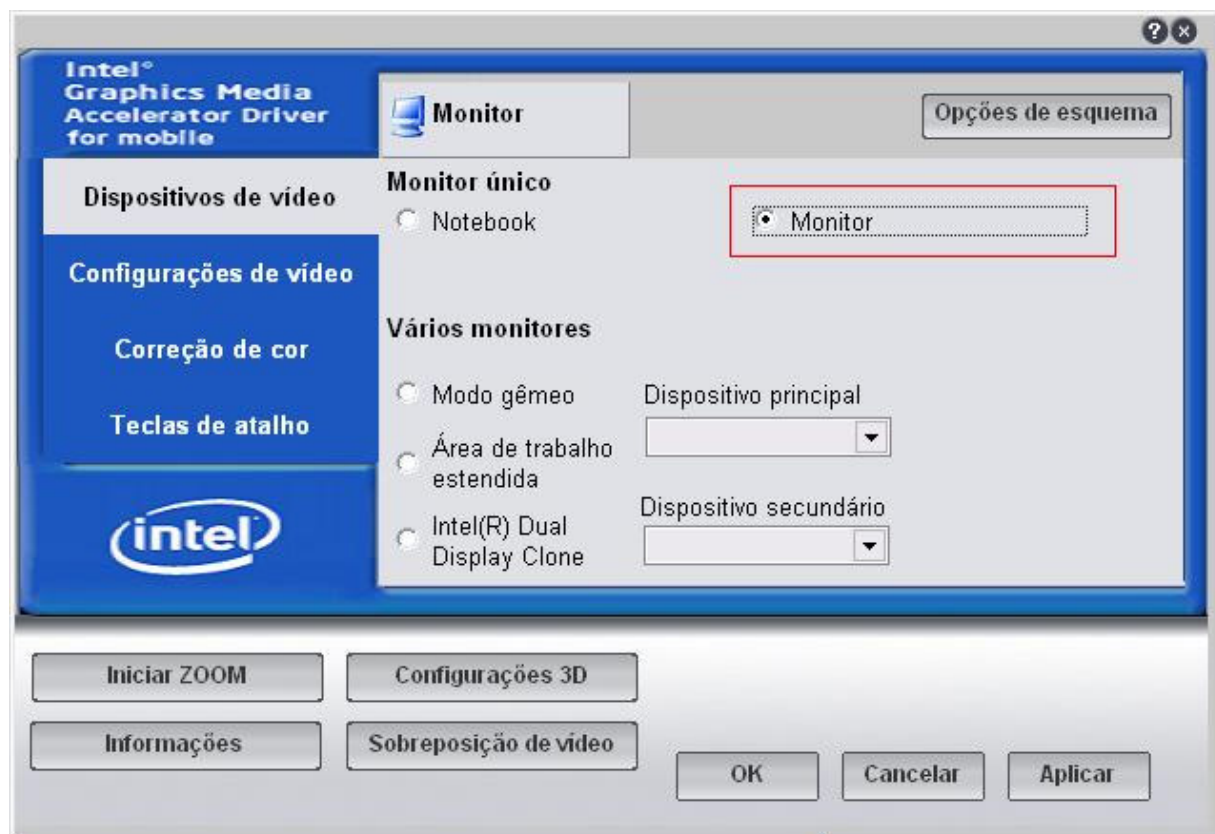 Intel®
Graphics Media
Accelerator Driver
for mobile
Monitor
Opções de esquema
Dispositivos de vídeo
Configurações de vídeo
Correção de cor
Teclas de atalho
intel
Monitor único
Notebook
Monitor
Vários monitores
Modo gêmeo
Área de trabalho
estendida
Intel(R) Dual
Display Clone
Dispositivo principal
Dispositivo secundário
Iniciar ZOOM
Configurações 3D
Informações
Sobreposição de vídeo
OK
Cancelar
Aplicar